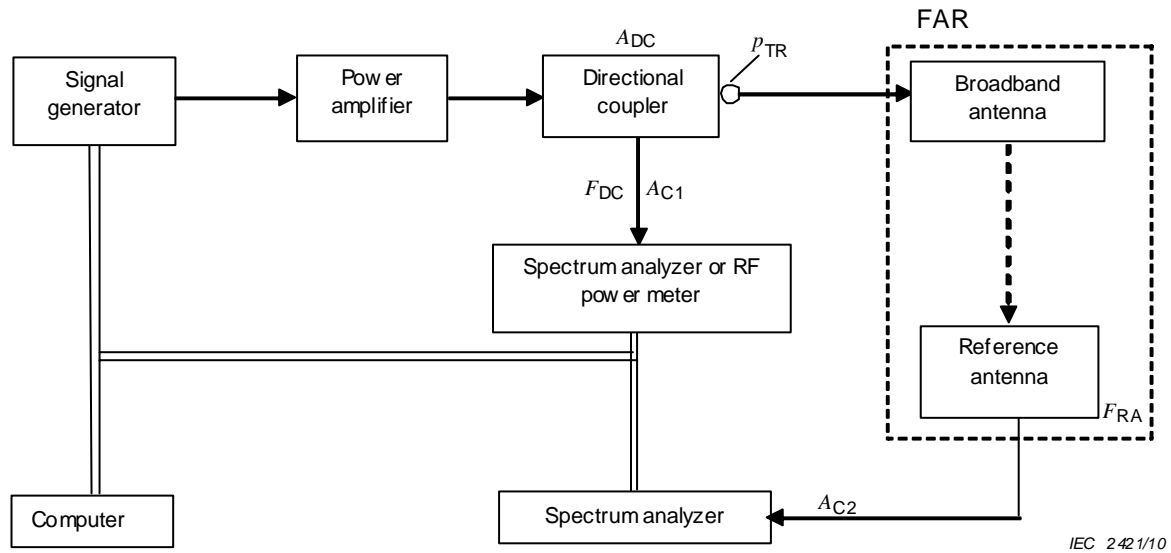 FAR
A_DC
p_TR
Signal
generator
Power
amplifier
Directional
coupler
Broadband
antenna
F_DC
A_C1
Spectrum analyzer or RF
power meter
Reference
antenna
F_RA
Computer
Spectrum analyzer
A_C2
IEC 2421/10